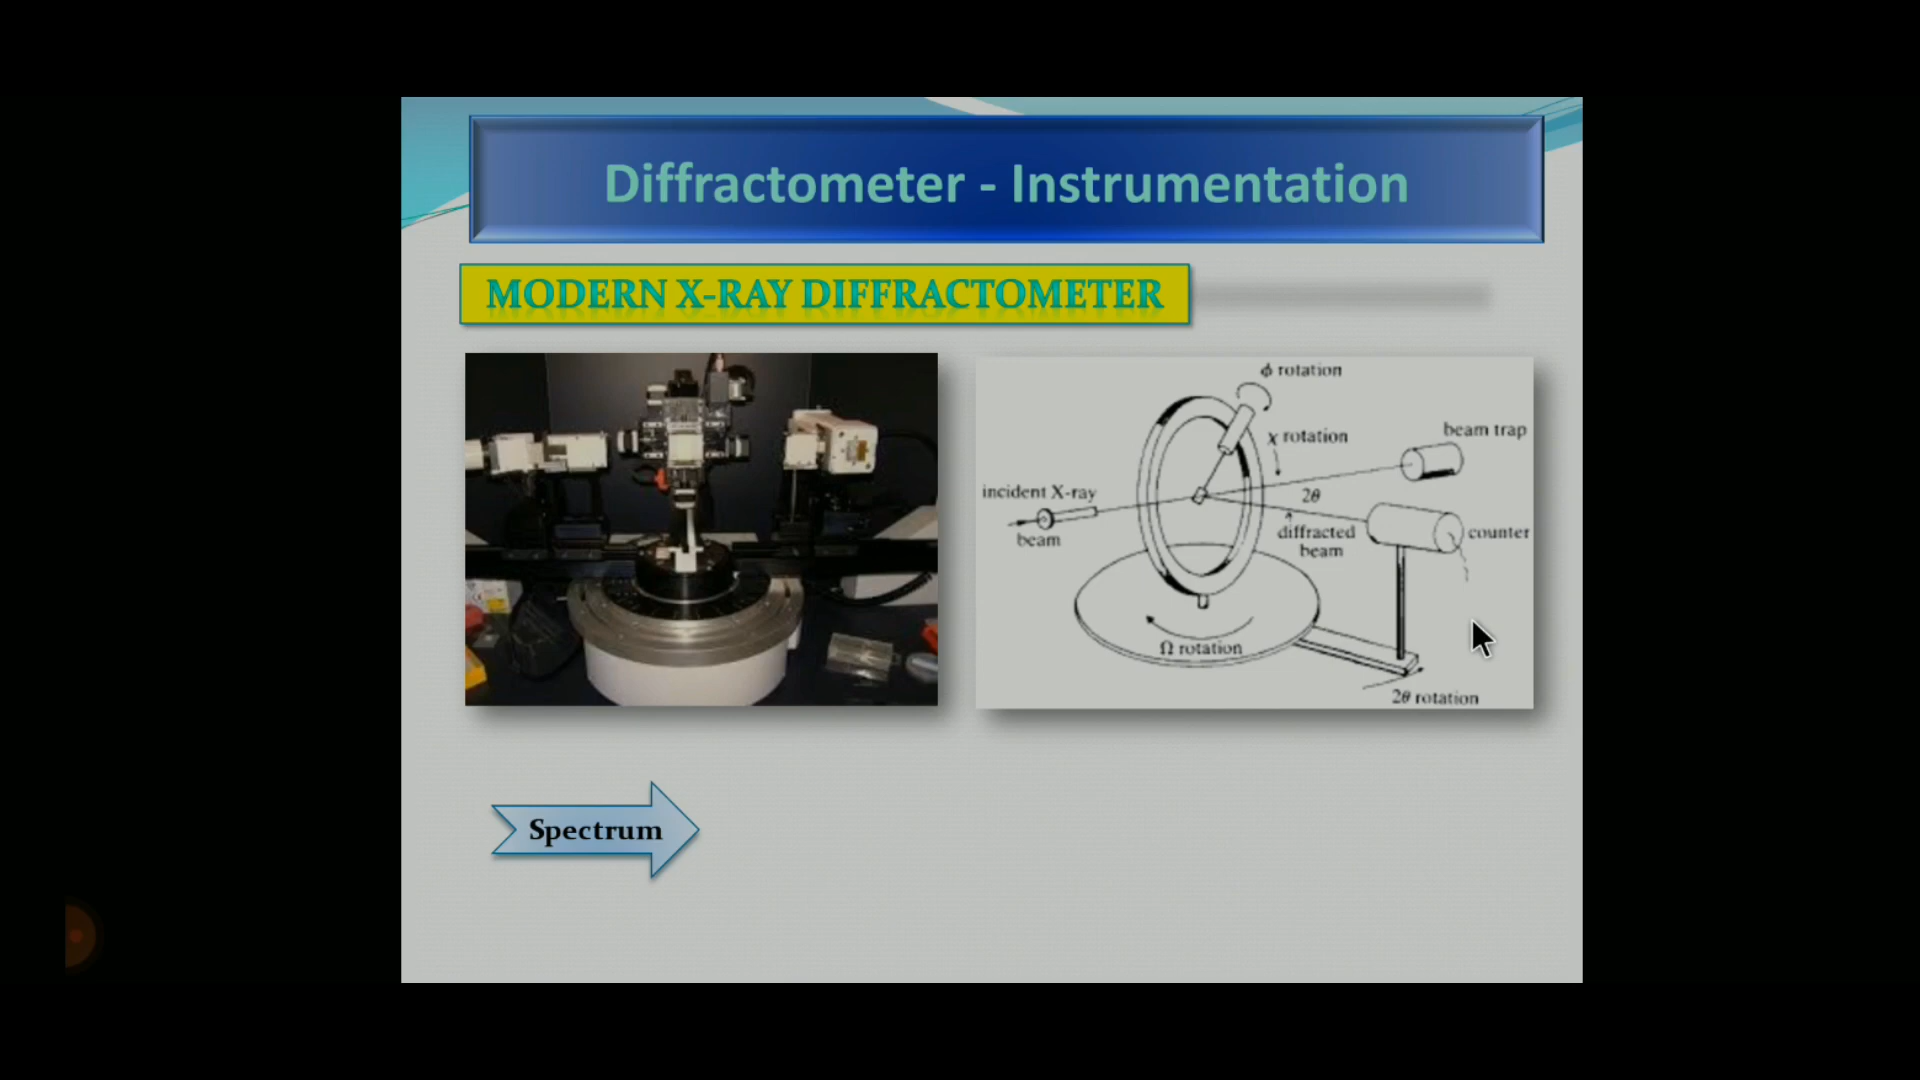 Diffractometer - Instrumentation
MODERN X-RAY DIFFRACTOMETER
ϕ rotation
χ rotation
beam trap
incident X-ray
beam
2θ
diffracted
beam
counter
Ω rotation
2θ rotation
Spectrum